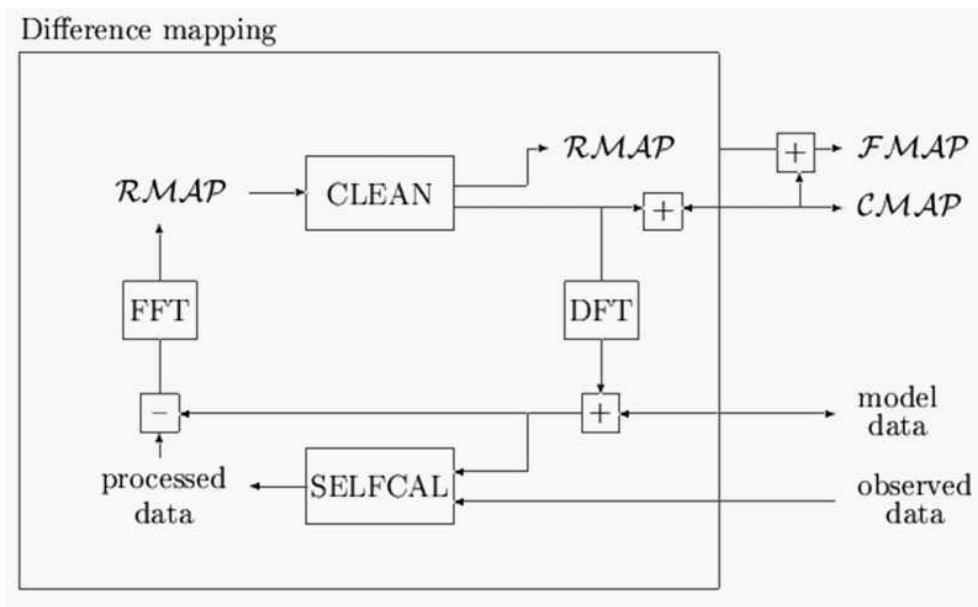 Difference mapping
RMAP
FMAP
+
RMAP
CLEAN
CMAP
+
FFT
DFT
−
+
model
data
processed
data
SELFCAL
observed
data